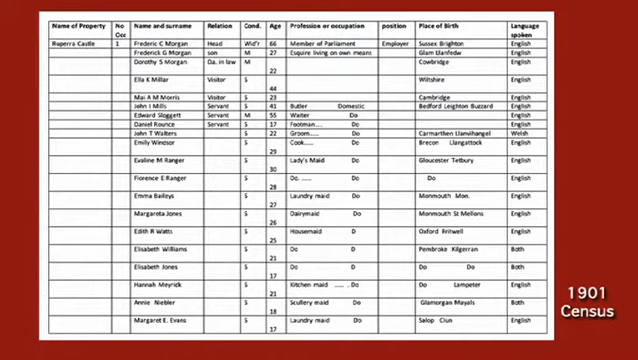 Name of Property No Occ Name and surname Relation Cond. Age Profession or occupation position Place of Birth Language spoken
Ruperra Castle 1 Frederic C Morgan Head Wid'r 66 Member of Parliament Employer Sussex Brighton English
Frederick G Morgan son M 27 Esquire living on own means Glam Llanfedw English
Dorothy S Morgan Da. in law M 22 Cowbridge English
Ella K Millar Visitor S 44 Wiltshire English
Mai A M Morris Visitor S 23 Cambridge English
John I Mills Servant S 41 Butler Domestic Bedford Leighton Buzzard English
Edward Sloggett Servant M 55 Waiter Do English
Daniel Rounce Servant S 17 Footman..... Do English
John T Walters S 22 Groom..... Do Carmarthen Llanvihangel Welsh
Emily Windsor S 29 Cook..... Do Brecon Llangattock English
Evaline M Ranger S 30 Lady's Maid Do Gloucester Tetbury English
Florence E Ranger S 28 Do. ...... Do Do English
Emma Baileys S 27 Laundry maid Do Monmouth Mon. English
Margareta Jones S 26 Dairymaid Do Monmouth St Mellons English
Edith R Watts S 25 Housemaid D Oxford Fritwell English
Elisabeth Williams S 21 Do D Pembroke Kilgerran Both
Elisabeth Jones S 17 Do D Do Do Both
Hannah Meyrick S 21 Kitchen maid ...... . Do Do Lampeter English
Annie Niebler S 18 Scullery maid Do Glamorgan Mayals Both
Margaret E. Evans S 17 Laundry maid Do Salop Clun English
1901
Census